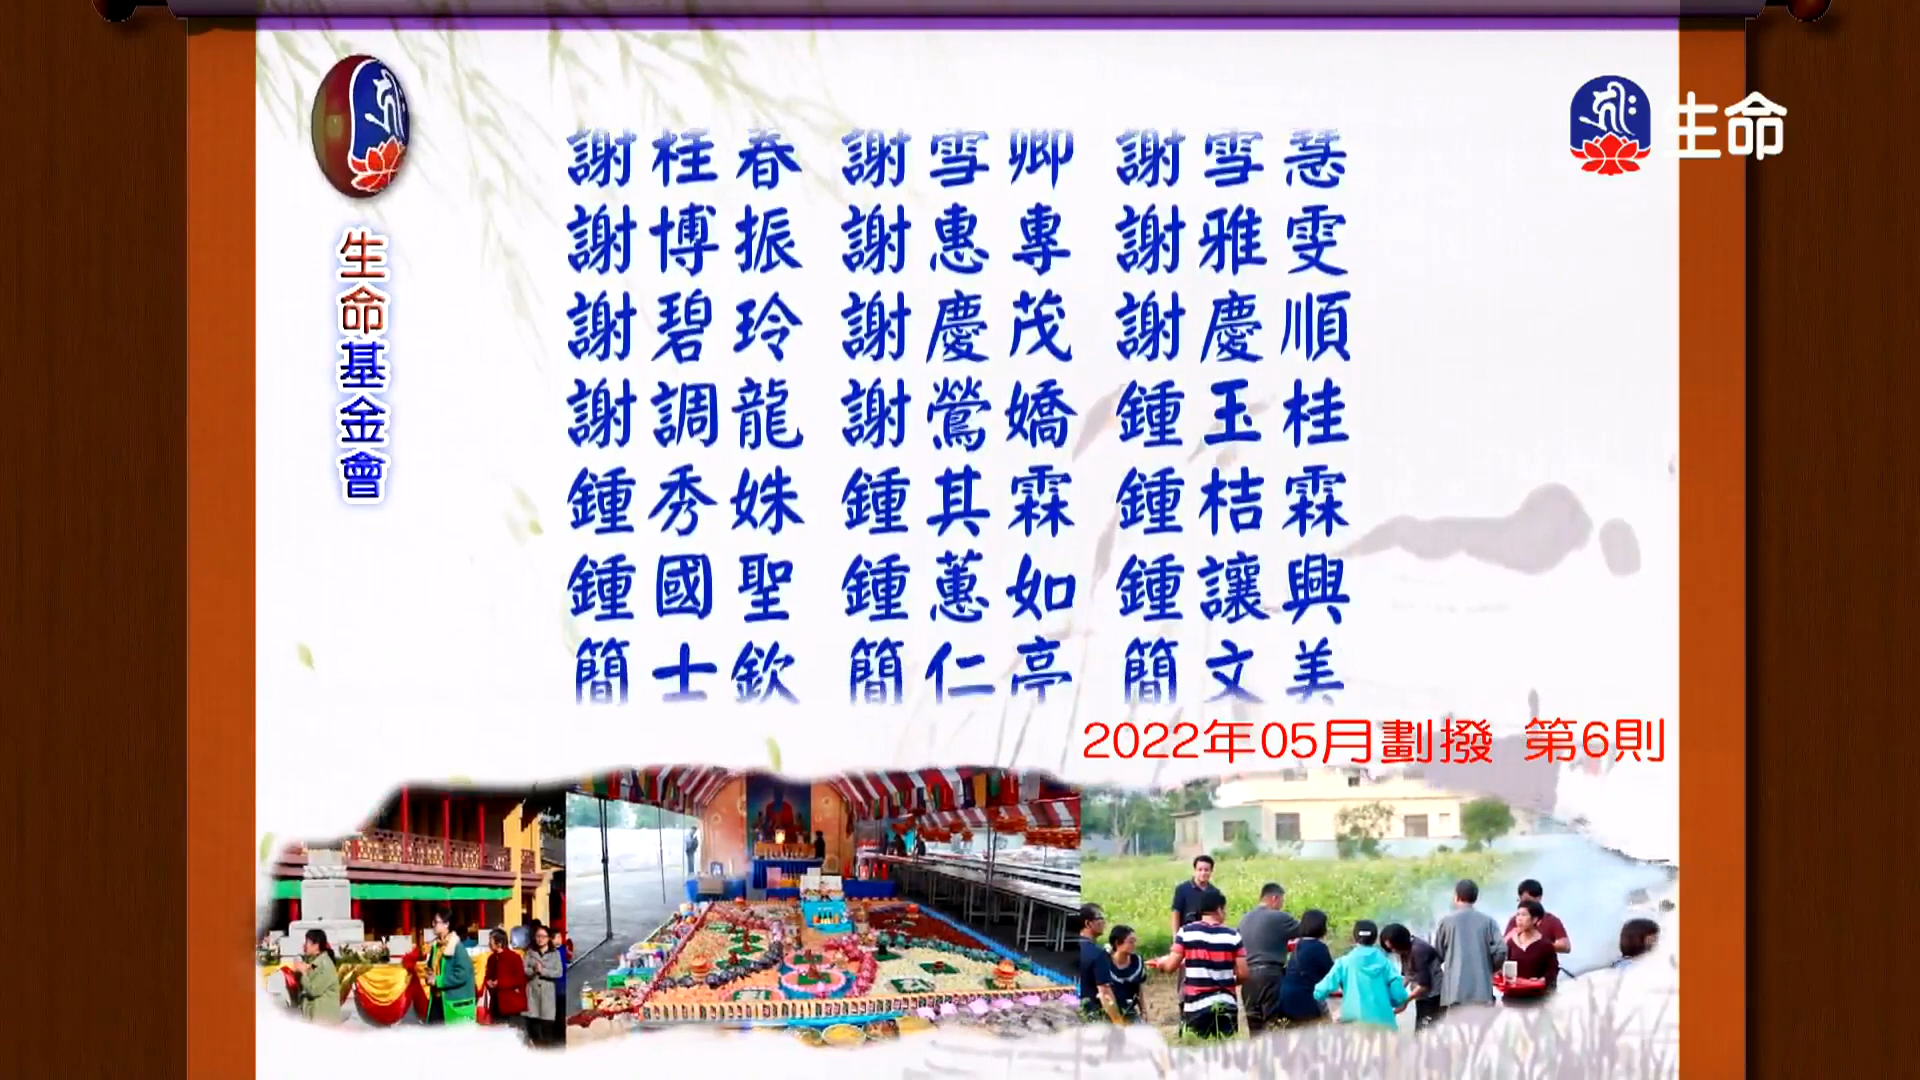 生命
生命基金會
謝桂春 謝雪卿 謝雪慧
謝博振 謝惠專 謝雅雯
謝碧玲 謝慶茂 謝慶順
謝調龍 謝鶯嬌 鍾玉桂
鍾秀姝 鍾其霖 鍾桔霖
鍾國聖 鍾蕙如 鍾讓興
簡士欽 簡仁亭 簡文美
2022年05月劃撥 第6則